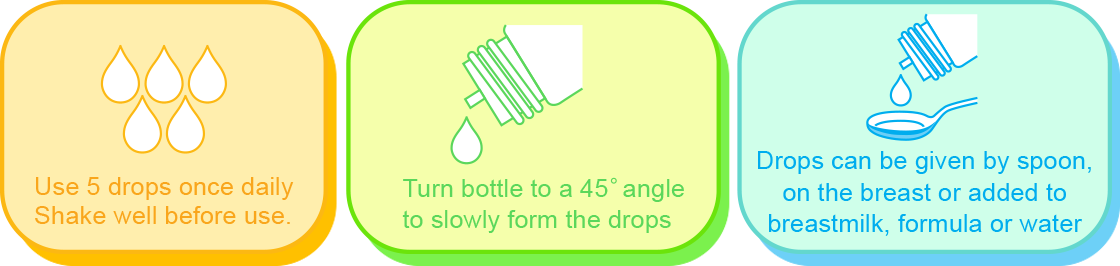 Use 5 drops once daily
Shake well before use.
Turn bottle to a 45° angle
to slowly form the drops
Drops can be given by spoon,
on the breast or added to
breastmilk, formula or water